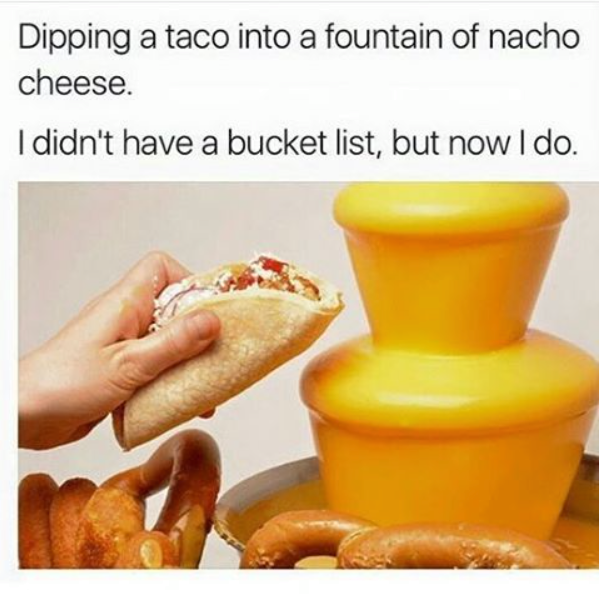 Dipping a taco into a fountain of nacho
cheese.
I didn't have a bucket list, but now I do.